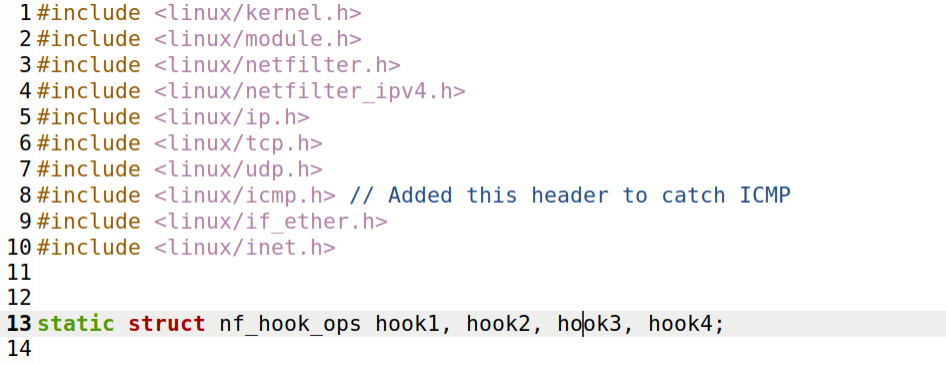 1 #include <linux/kernel.h>
2 #include <linux/module.h>
3 #include <linux/netfilter.h>
4 #include <linux/netfilter_ipv4.h>
5 #include <linux/ip.h>
6 #include <linux/tcp.h>
7 #include <linux/udp.h>
8 #include <linux/icmp.h> // Added this header to catch ICMP
9 #include <linux/if_ether.h>
10 #include <linux/inet.h>
11
12
13 static struct nf_hook_ops hook1, hook2, hook3, hook4;
14